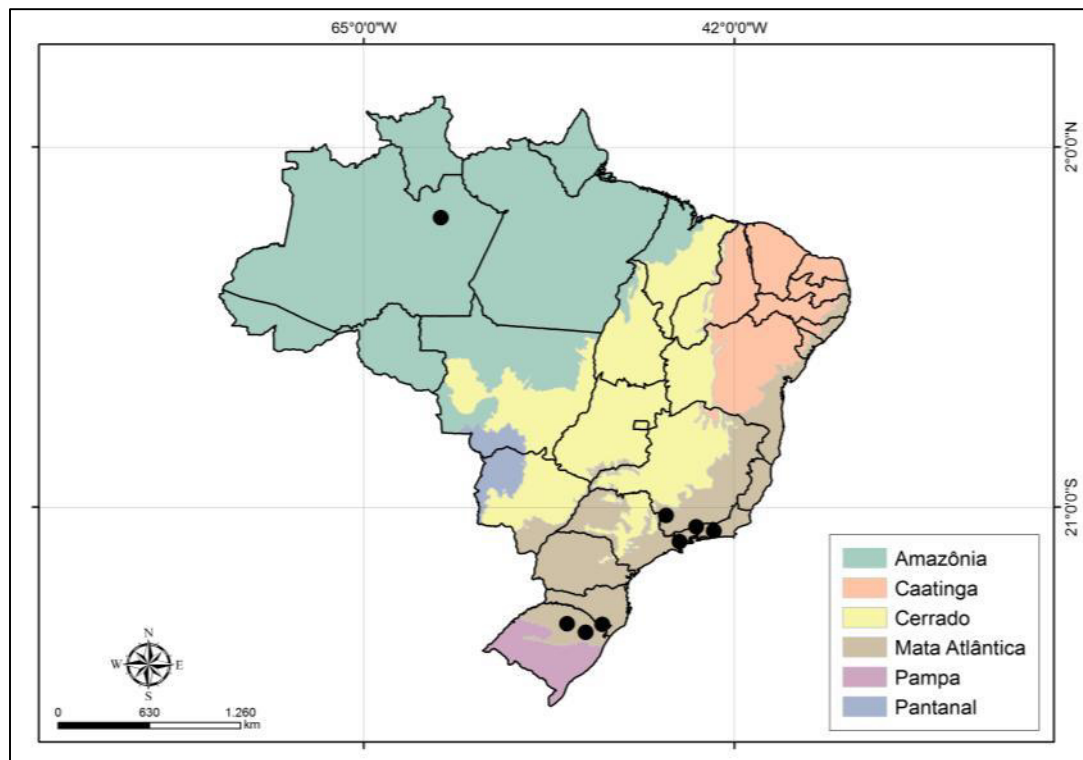 65°0'0"W 42°0'0"W
2°0'0"N
21°0'0"S
Amazônia
Caatinga
Cerrado
Mata Atlântica
Pampa
Pantanal
N
W E
S
0 630 1.260
km